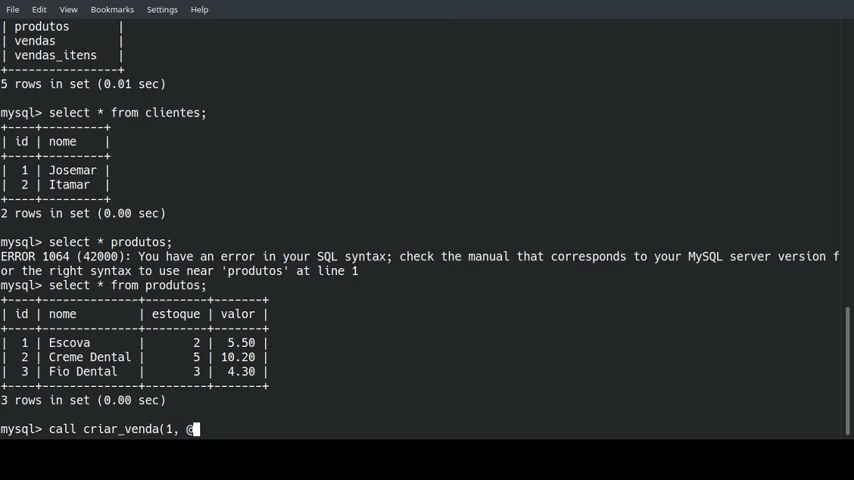 File Edit View Bookmarks Settings Help
| produtos       |
| vendas         |
| vendas_itens   |
+----------------+
5 rows in set (0.01 sec)
mysql> select * from clientes;
+----+---------+
| id | nome    |
+----+---------+
|  1 | Josemar |
|  2 | Itamar  |
+----+---------+
2 rows in set (0.00 sec)
mysql> select * produtos;
ERROR 1064 (42000): You have an error in your SQL syntax; check the manual that corresponds to your MySQL server version f
or the right syntax to use near 'produtos' at line 1
mysql> select * from produtos;
+----+--------------+---------+-------+
| id | nome         | estoque | valor |
+----+--------------+---------+-------+
|  1 | Escova       |       2 |  5.50 |
|  2 | Creme Dental |       5 | 10.20 |
|  3 | Fio Dental   |       3 |  4.30 |
+----+--------------+---------+-------+
3 rows in set (0.00 sec)
mysql> call criar_venda(1, @